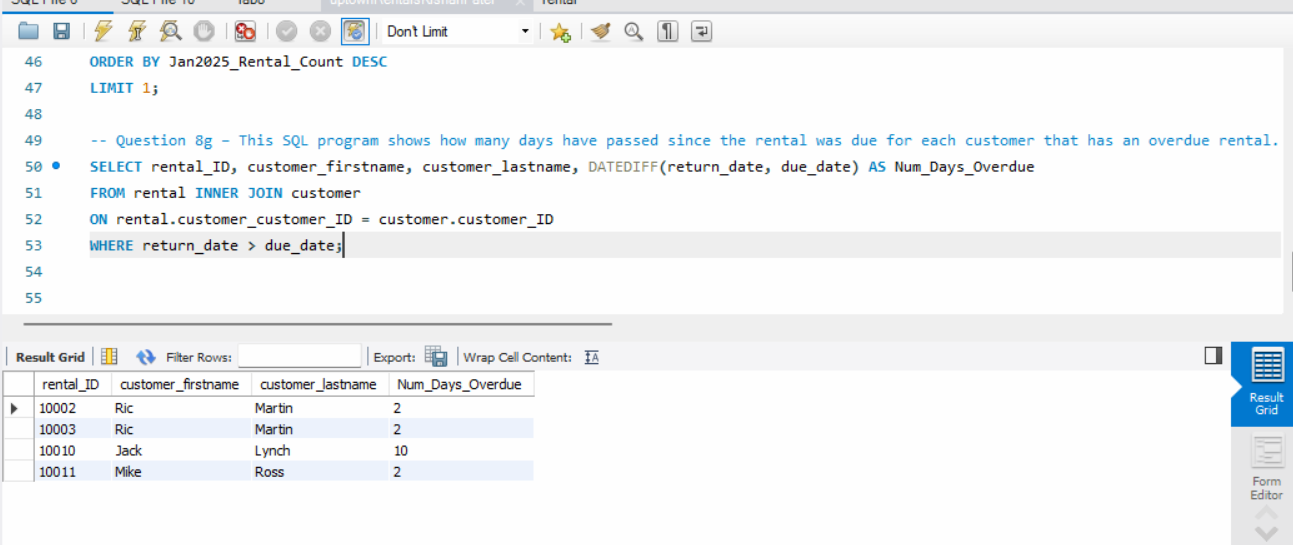 Don't Limit
46 ORDER BY Jan2025_Rental_Count DESC
47 LIMIT 1;
48
49 -- Question 8g – This SQL program shows how many days have passed since the rental was due for each customer that has an overdue rental.
50 SELECT rental_ID, customer_firstname, customer_lastname, DATEDIFF(return_date, due_date) AS Num_Days_Overdue
51 FROM rental INNER JOIN customer
52 ON rental.customer_customer_ID = customer.customer_ID
53 WHERE return_date > due_date;
54
55
Result Grid Filter Rows: Export: Wrap Cell Content:
rental_ID customer_firstname customer_lastname Num_Days_Overdue
10002 Ric Martin 2
10003 Ric Martin 2
10010 Jack Lynch 10
10011 Mike Ross 2
Result
Grid
Form
Editor